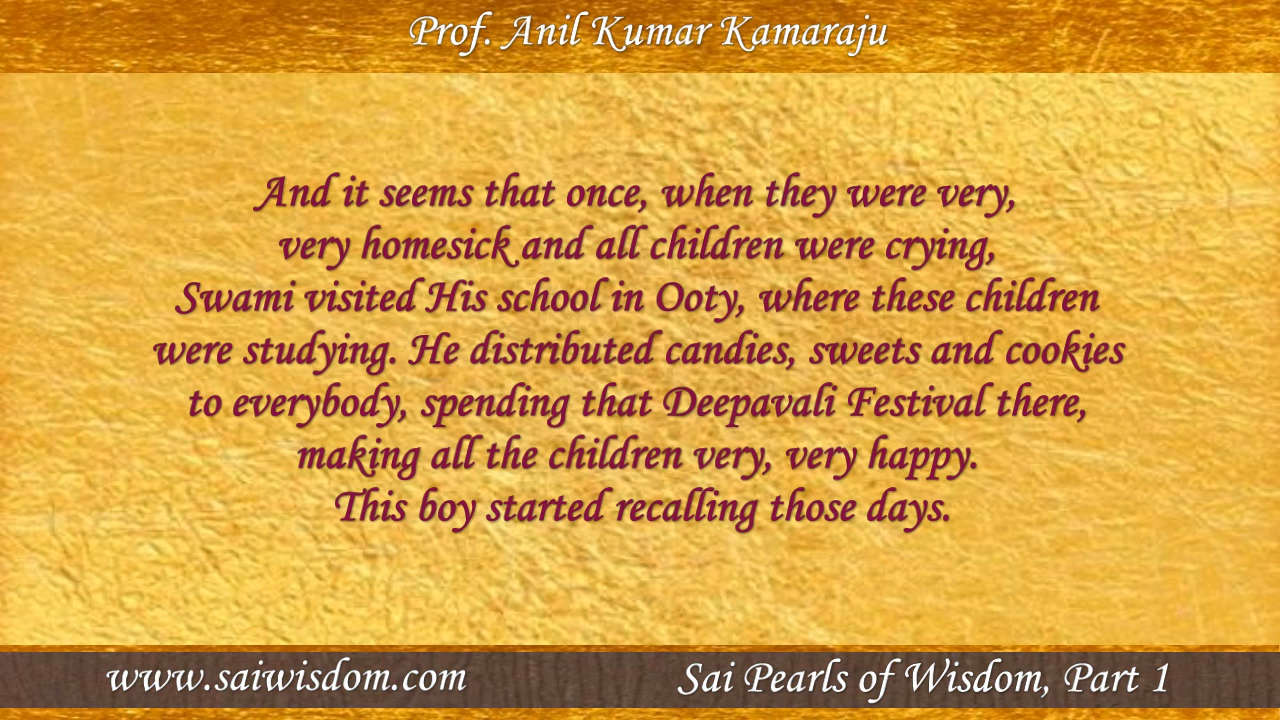 Prof. Anil Kumar Kamaraju
And it seems that once, when they were very,
very homesick and all children were crying,
Swami visited His school in Ooty, where these children
were studying. He distributed candies, sweets and cookies
to everybody, spending that Deepavali Festival there,
making all the children very, very happy.
This boy started recalling those days.
www.saiwisdom.com
Sai Pearls of Wisdom, Part 1